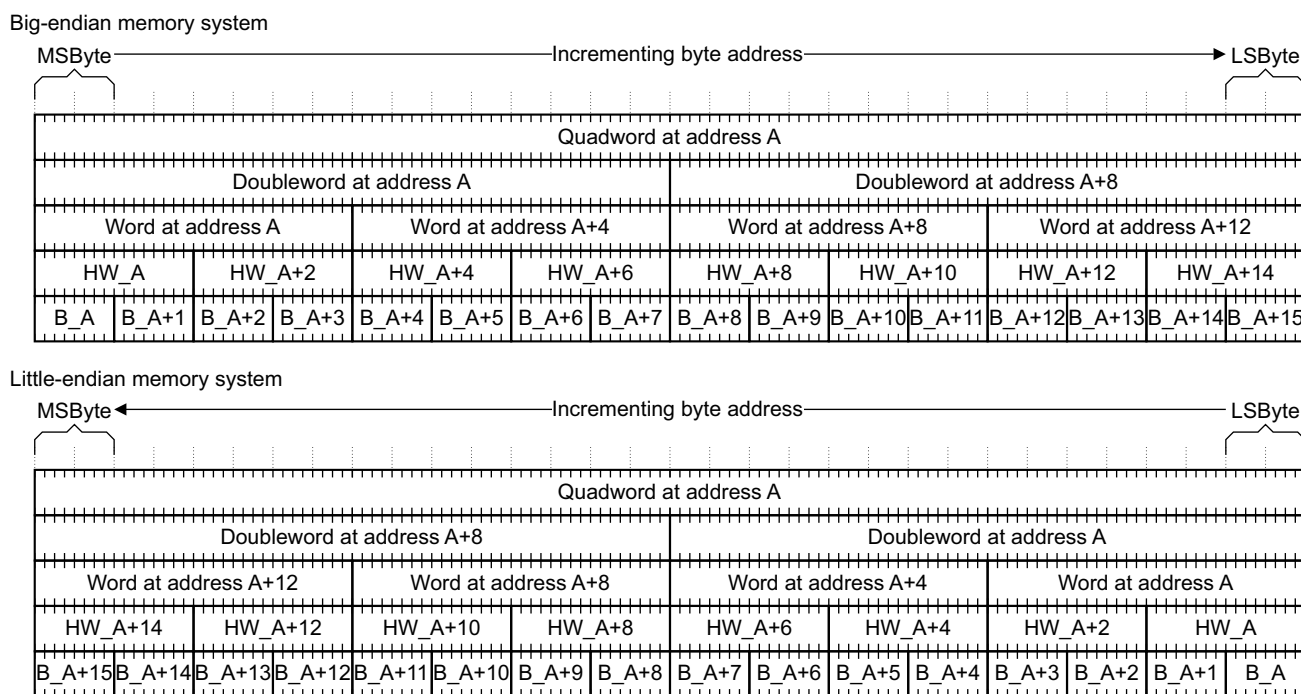 Big-endian memory system
MSByte Incrementing byte address LSByte
Quadword at address A
Doubleword at address A Doubleword at address A+8
Word at address A Word at address A+4 Word at address A+8 Word at address A+12
HW_A HW_A+2 HW_A+4 HW_A+6 HW_A+8 HW_A+10 HW_A+12 HW_A+14
B_A B_A+1 B_A+2 B_A+3 B_A+4 B_A+5 B_A+6 B_A+7 B_A+8 B_A+9 B_A+10 B_A+11 B_A+12 B_A+13 B_A+14 B_A+15
Little-endian memory system
MSByte Incrementing byte address LSByte
Quadword at address A
Doubleword at address A+8 Doubleword at address A
Word at address A+12 Word at address A+8 Word at address A+4 Word at address A
HW_A+14 HW_A+12 HW_A+10 HW_A+8 HW_A+6 HW_A+4 HW_A+2 HW_A
B_A+15 B_A+14 B_A+13 B_A+12 B_A+11 B_A+10 B_A+9 B_A+8 B_A+7 B_A+6 B_A+5 B_A+4 B_A+3 B_A+2 B_A+1 B_A